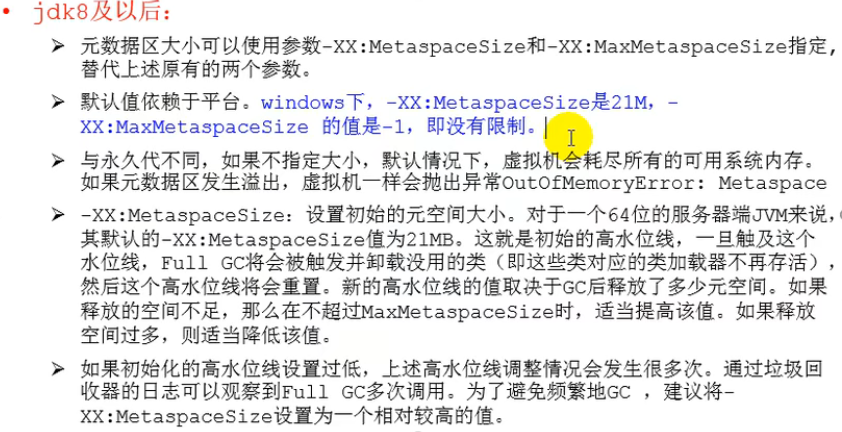 • jdk8及以后：
➢ 元数据区大小可以使用参数-XX:MetaspaceSize和-XX:MaxMetaspaceSize指定,
替代上述原有的两个参数。
➢ 默认值依赖于平台。windows下，-XX:MetaspaceSize是21M，-
XX:MaxMetaspaceSize 的值是-1，即没有限制。
➢ 与永久代不同，如果不指定大小，默认情况下，虚拟机会耗尽所有的可用系统内存。
如果元数据区发生溢出，虚拟机一样会抛出异常OutOfMemoryError: Metaspace
➢ -XX:MetaspaceSize：设置初始的元空间大小。对于一个64位的服务器端JVM来说，
其默认的-XX:MetaspaceSize值为21MB。这就是初始的高水位线，一旦触及这个
水位线，Full GC将会被触发并卸载没用的类（即这些类对应的类加载器不再存活），
然后这个高水位线将会重置。新的高水位线的值取决于GC后释放了多少元空间。如果
释放的空间不足，那么在不超过MaxMetaspaceSize时，适当提高该值。如果释放
空间过多，则适当降低该值。
➢ 如果初始化的高水位线设置过低，上述高水位线调整情况会发生很多次。通过垃圾回
收器的日志可以观察到Full GC多次调用。为了避免频繁地GC ，建议将-
XX:MetaspaceSize设置为一个相对较高的值。